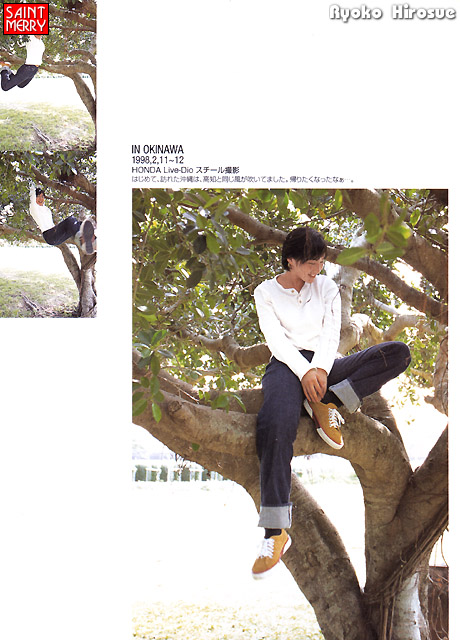 SAINT
MERRY
Ryoko Hirosue
IN OKINAWA
1998,2,11~12
HONDA Live-Dio スチール撮影
はじめて、訪れた沖縄は、高知と同じ風が吹いてました。帰りたくなったなぁ…。